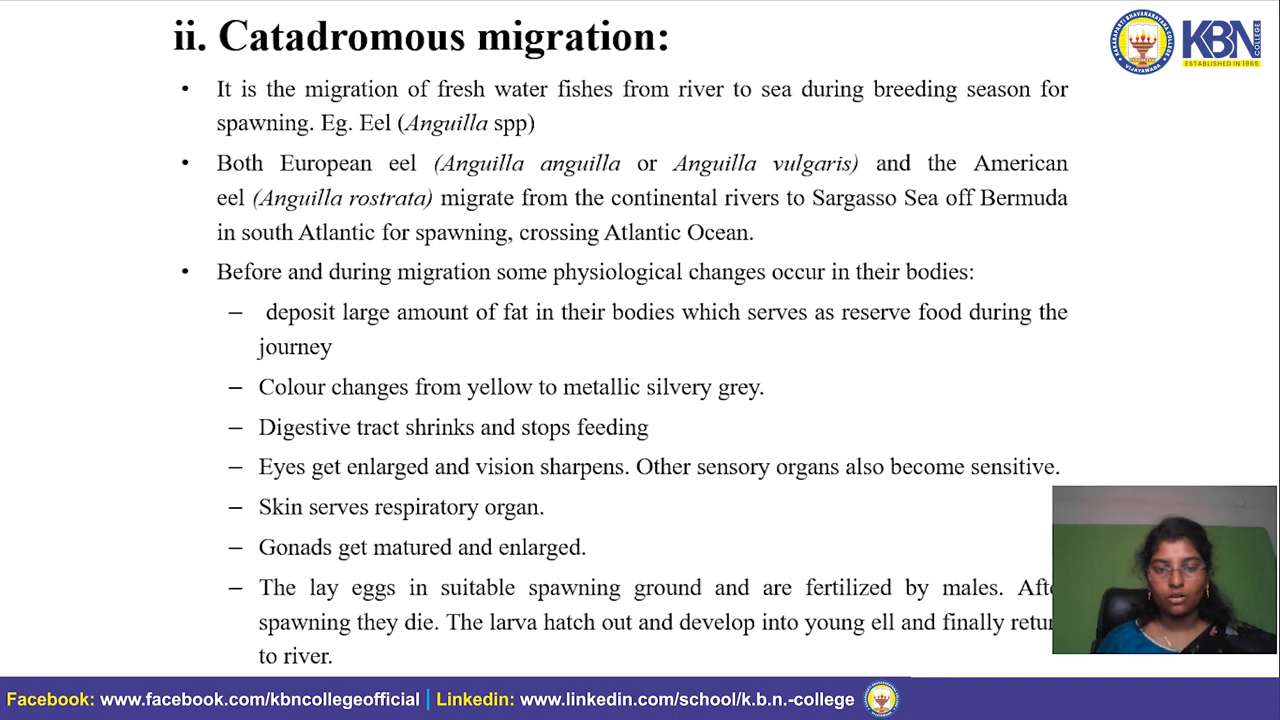 ii. Catadromous migration:
KBN
COLLEGE
ESTABLISHED IN 1965
• It is the migration of fresh water fishes from river to sea during breeding season for
spawning. Eg. Eel (Anguilla spp)
• Both European eel (Anguilla anguilla or Anguilla vulgaris) and the American
eel (Anguilla rostrata) migrate from the continental rivers to Sargasso Sea off Bermuda
in south Atlantic for spawning, crossing Atlantic Ocean.
• Before and during migration some physiological changes occur in their bodies:
– deposit large amount of fat in their bodies which serves as reserve food during the
journey
– Colour changes from yellow to metallic silvery grey.
– Digestive tract shrinks and stops feeding
– Eyes get enlarged and vision sharpens. Other sensory organs also become sensitive.
– Skin serves respiratory organ.
– Gonads get matured and enlarged.
– The lay eggs in suitable spawning ground and are fertilized by males.
spawning they die. The larva hatch out and develop into young ell and finally
to river.
Facebook: www.facebook.com/kbncollegeofficial | Linkedin: www.linkedin.com/school/k.b.n.-college